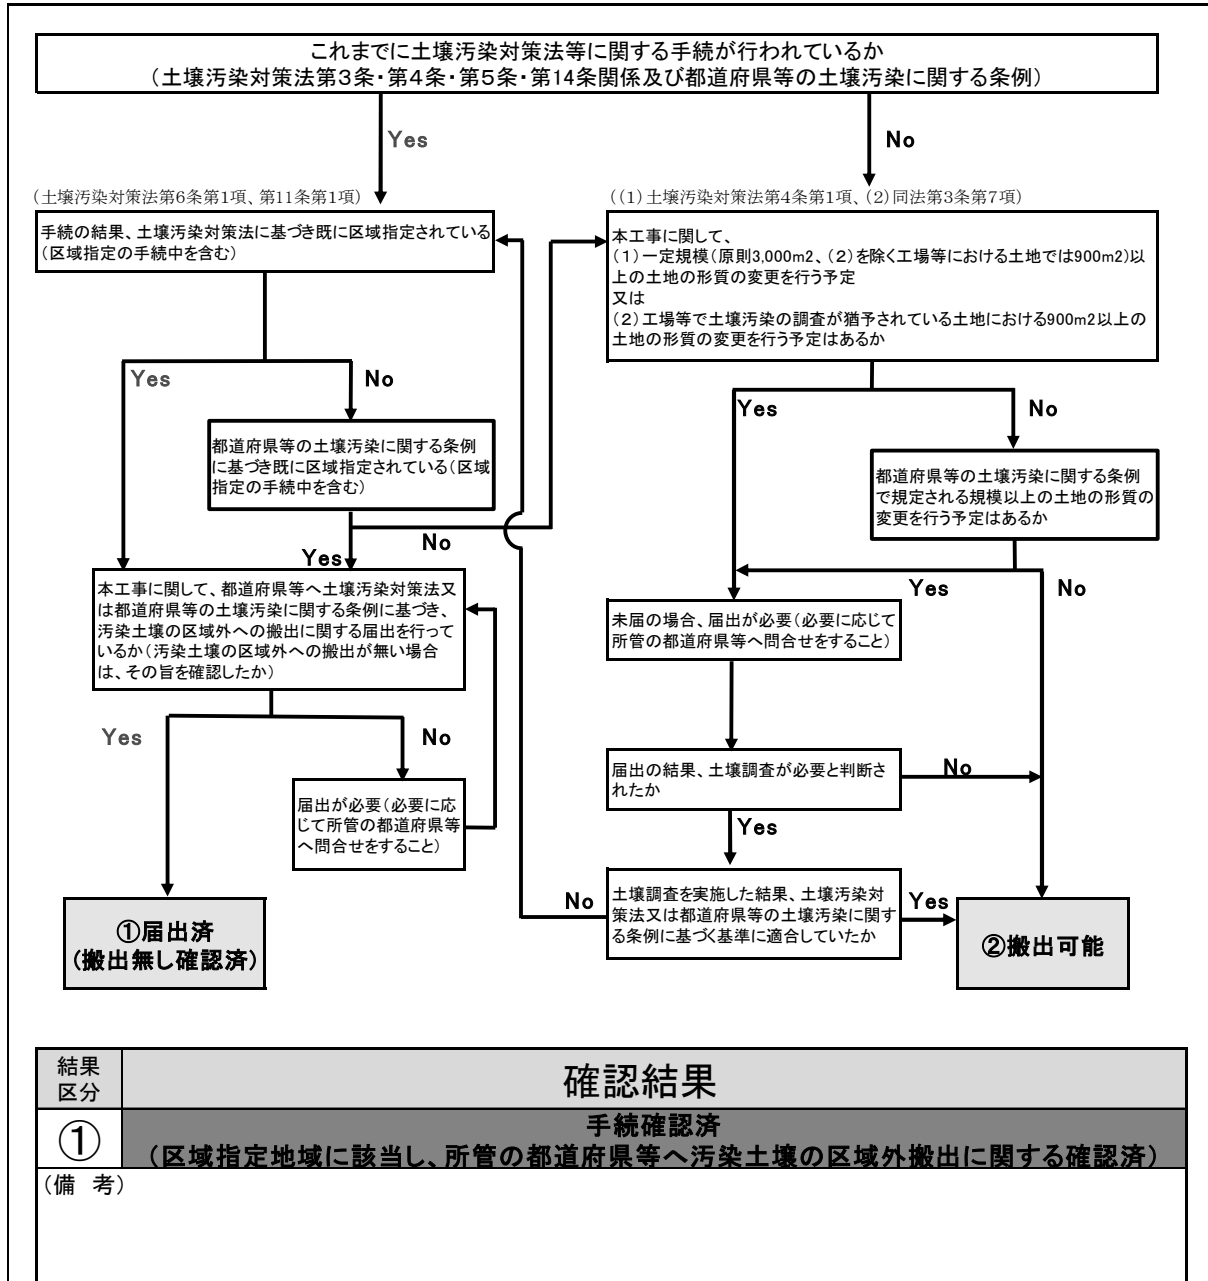 これまでに土壌汚染対策法等に関する手続が行われているか
（土壌汚染対策法第3条・第4条・第5条・第14条関係及び都道府県等の土壌汚染に関する条例）
Yes
No
（土壌汚染対策法第6条第1項、第11条第1項）
手続の結果、土壌汚染対策法に基づき既に区域指定されている
（区域指定の手続中を含む）
（(1)土壌汚染対策法第4条第1項、(2)同法第3条第7項）
本工事に関して、
（1）一定規模（原則3,000m2、（2）を除く工場等における土地では900m2）以
上の土地の形質の変更を行う予定
又は
（2）工場等で土壌汚染の調査が猶予されている土地における900m2以上の
土地の形質の変更を行う予定はあるか
Yes
No
都道府県等の土壌汚染に関する条例
に基づき既に区域指定されている（区域
指定の手続中を含む）
Yes
No
Yes
No
都道府県等の土壌汚染に関する条例
で規定される規模以上の土地の形質の
変更を行う予定はあるか
Yes
No
本工事に関して、都道府県等へ土壌汚染対策法又
は都道府県等の土壌汚染に関する条例に基づき、
汚染土壌の区域外への搬出に関する届出を行って
いるか（汚染土壌の区域外への搬出が無い場合
は、その旨を確認したか）
未届の場合、届出が必要（必要に応じて
所管の都道府県等へ問合せをすること）
Yes
No
届出が必要（必要に応
じて所管の都道府県等
へ問合せをすること）
届出の結果、土壌調査が必要と判断さ
れたか
No
Yes
土壌調査を実施した結果、土壌汚染対
策法又は都道府県等の土壌汚染に関す
る条例に基づく基準に適合していたか
No
Yes
①届出済
（搬出無し確認済）
②搬出可能
結果
区分
確認結果
①
手続確認済
（区域指定地域に該当し、所管の都道府県等へ汚染土壌の区域外搬出に関する確認済）
（備　考）